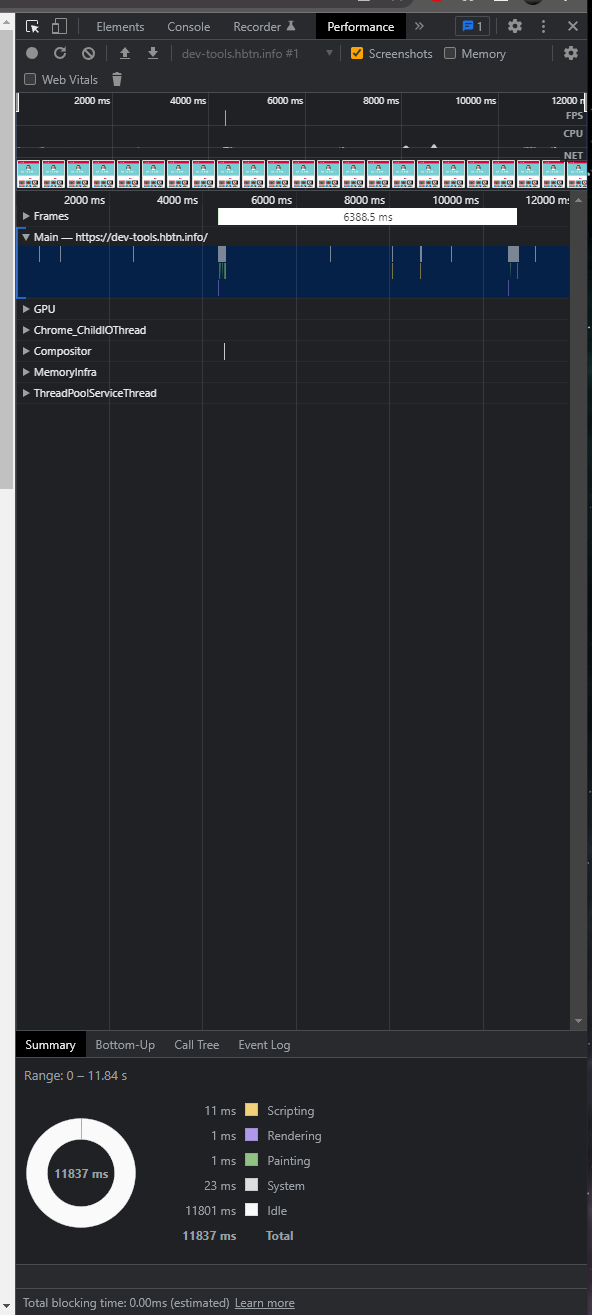 Elements Console Recorder Performance » 1
dev-tools.hbtn.info #1 Screenshots Memory
Web Vitals
2000 ms 4000 ms 6000 ms 8000 ms 10000 ms 12000 n
FPS
CPU
NET
2000 ms 4000 ms 6000 ms 8000 ms 10000 ms 12000 ms
Frames 6388.5 ms
Main — https://dev-tools.hbtn.info/
GPU
Chrome_ChildIOThread
Compositor
MemoryInfra
ThreadPoolServiceThread
Summary Bottom-Up Call Tree Event Log
Range: 0 – 11.84 s
11 ms Scripting
1 ms Rendering
1 ms Painting
11837 ms
23 ms System
11801 ms Idle
11837 ms Total
Total blocking time: 0.00ms (estimated) Learn more